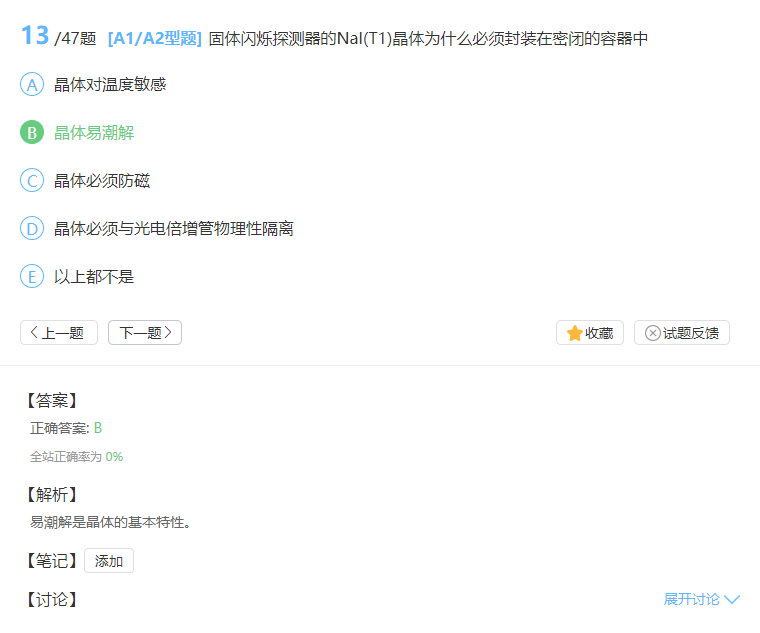 13 /47题 [A1/A2型题] 固体闪烁探测器的NaI(T1)晶体为什么必须封装在密闭的容器中
A 晶体对温度敏感
B 晶体易潮解
C 晶体必须防磁
D 晶体必须与光电倍增管物理性隔离
E 以上都不是
上一题 下一题 收藏 试题反馈
【答案】
正确答案: B
全站正确率为 0%
【解析】
易潮解是晶体的基本特性。
【笔记】 添加
【讨论】 展开讨论